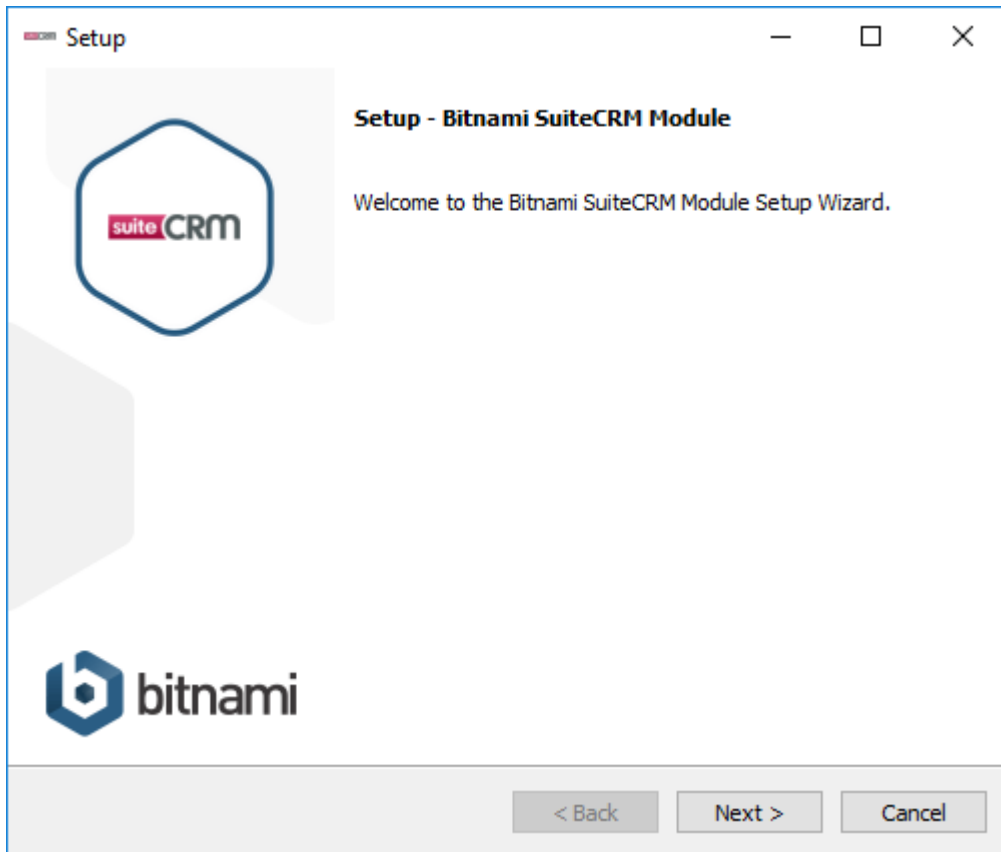 Setup
Setup - Bitnami SuiteCRM Module
suite CRM
Welcome to the Bitnami SuiteCRM Module Setup Wizard.
bitnami
< Back
Next >
Cancel